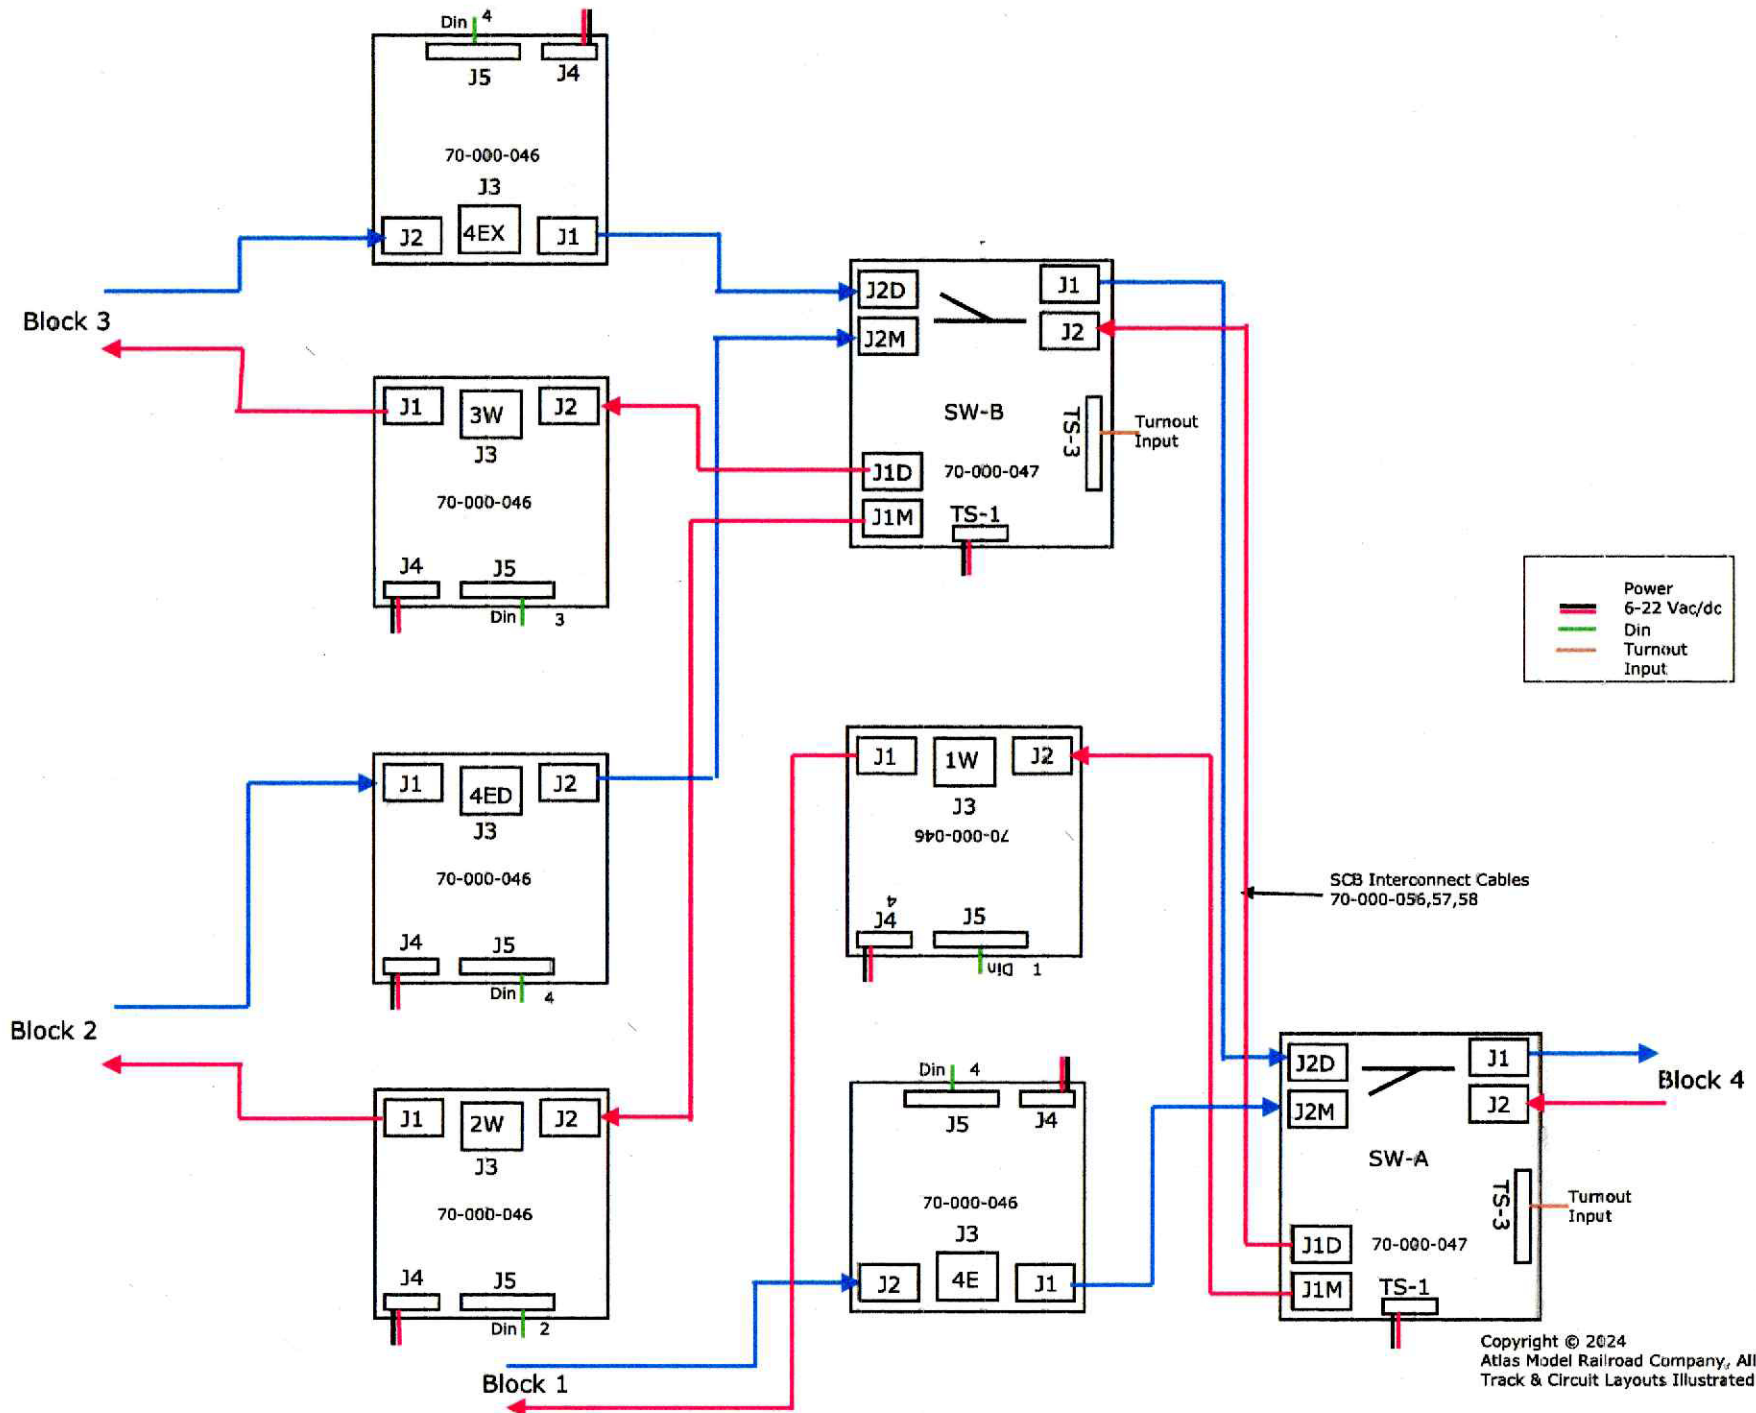 Din 4
J5
J4
70-000-046
J3
J2
4EX
J1
Block 3
J1
3W
J2
J3
70-000-046
J4
J5
Din 3
J2D
J1
J2M
J2
SW-B
TS-3
Turnout
Input
J1D
70-000-047
J1M
TS-1
Power
6-22 Vac/dc
Din
Turnout
Input
J1
4ED
J2
J3
70-000-046
J4
J5
Din 4
Block 2
J1
1W
J2
J3
70-000-046
4
J4
J5
Din 1
SCB Interconnect Cables
70-000-056,57,58
J1
2W
J2
J3
70-000-046
J4
J5
Din 2
Din 4
J5
J4
70-000-046
J3
J2
4E
J1
Block 1
J2D
J1
J2M
J2
Block 4
SW-A
TS-3
Turnout
Input
J1D
70-000-047
J1M
TS-1
Copyright © 2024
Atlas Model Railroad Company, All
Track & Circuit Layouts Illustrated